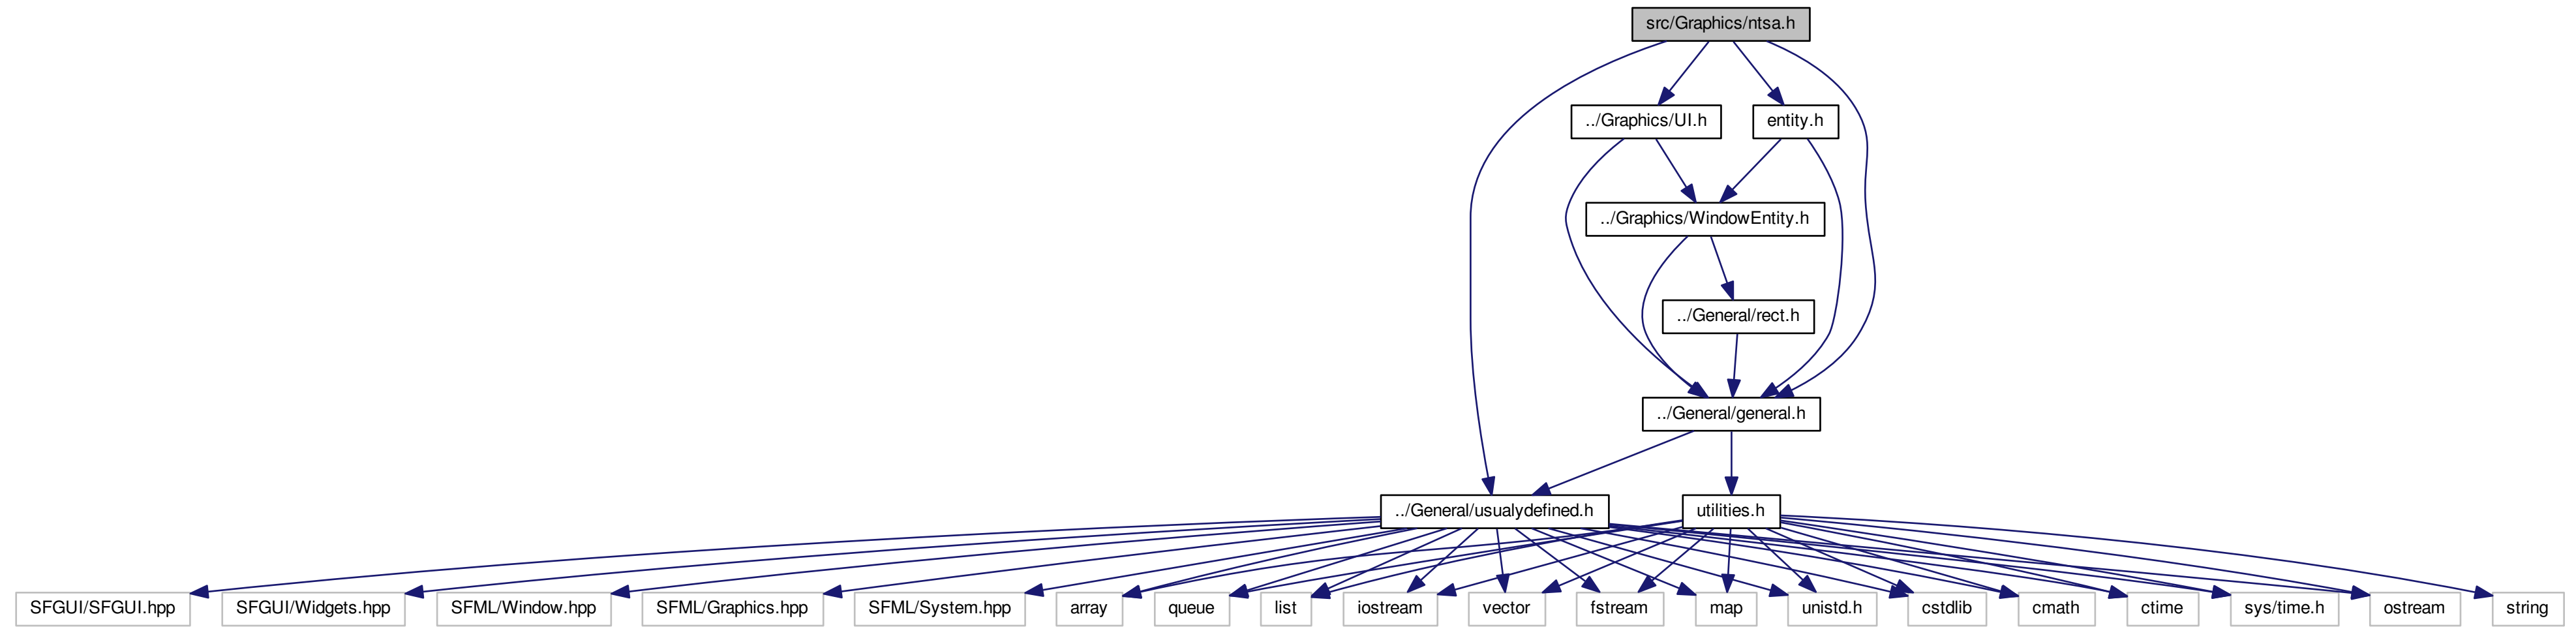 src/Graphics/ntsa.h
../Graphics/UI.h
entity.h
../Graphics/WindowEntity.h
../General/rect.h
../General/general.h
../General/usualydefined.h
utilities.h
SFGUI/SFGUI.hpp
SFGUI/Widgets.hpp
SFML/Window.hpp
SFML/Graphics.hpp
SFML/System.hpp
array
queue
list
iostream
vector
fstream
map
unistd.h
cstdlib
cmath
ctime
sys/time.h
ostream
string